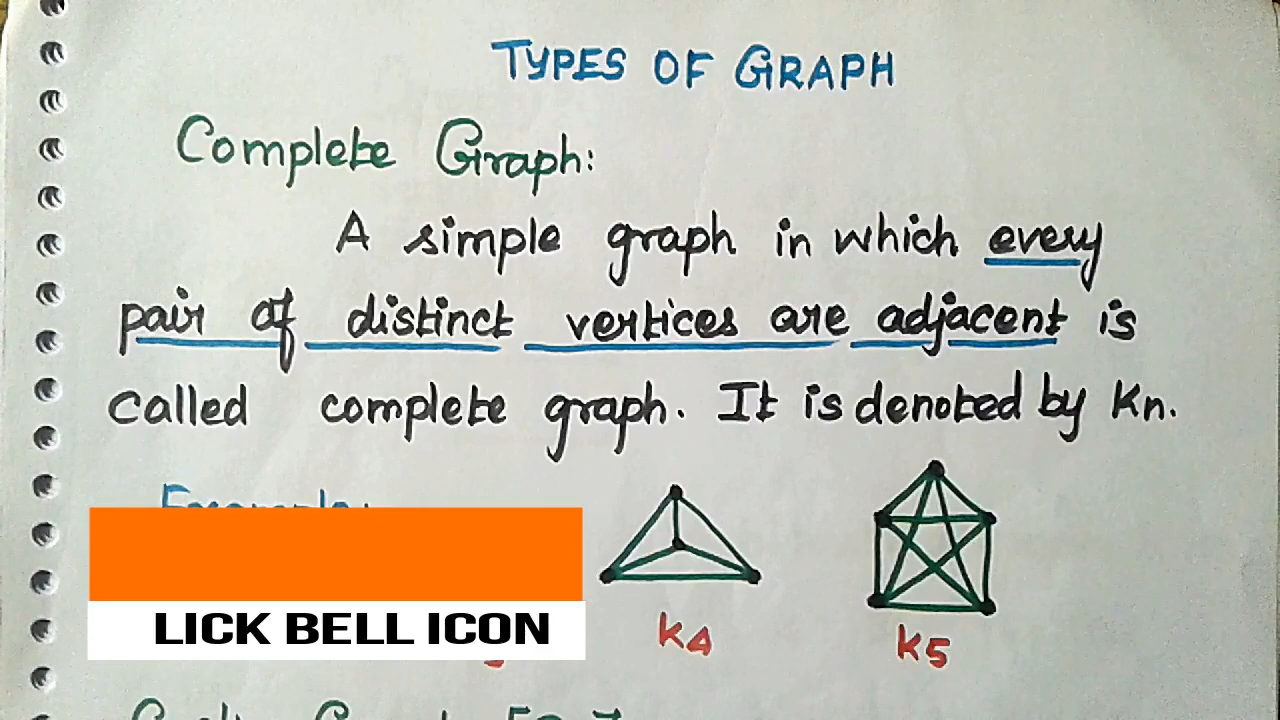 TYPES OF GRAPH
Complete Graph:
A simple graph in which every
pair of distinct vertices are adjacent is
called complete graph. It is denoted by Kn.
LICK BELL ICON
K4
K5